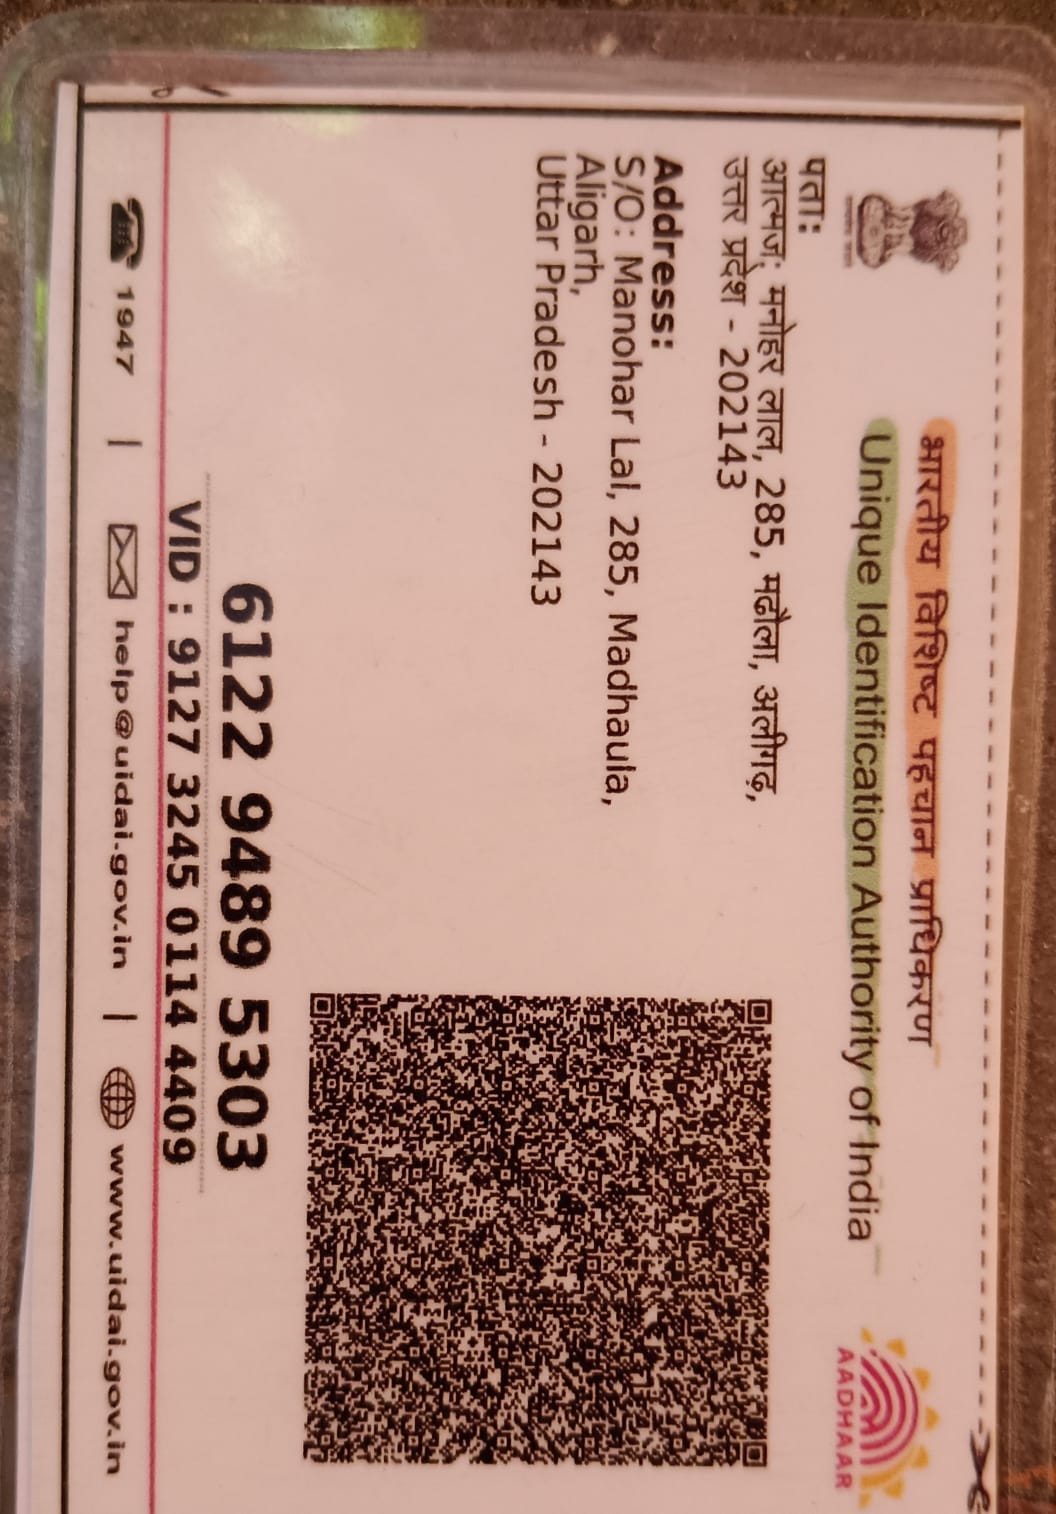 भारतीय विशिष्ट पहचान प्राधिकरण
Unique Identification Authority of India
AADHAAR
पता:
आत्मज: मनोहर लाल, 285, मढौला, अलीगढ़,
उत्तर प्रदेश - 202143
Address:
S/O: Manohar Lal, 285, Madhaula,
Aligarh,
Uttar Pradesh - 202143
6122 9489 5303
VID : 9127 3245 0114 4409
1947 | help@uidai.gov.in | www.uidai.gov.in